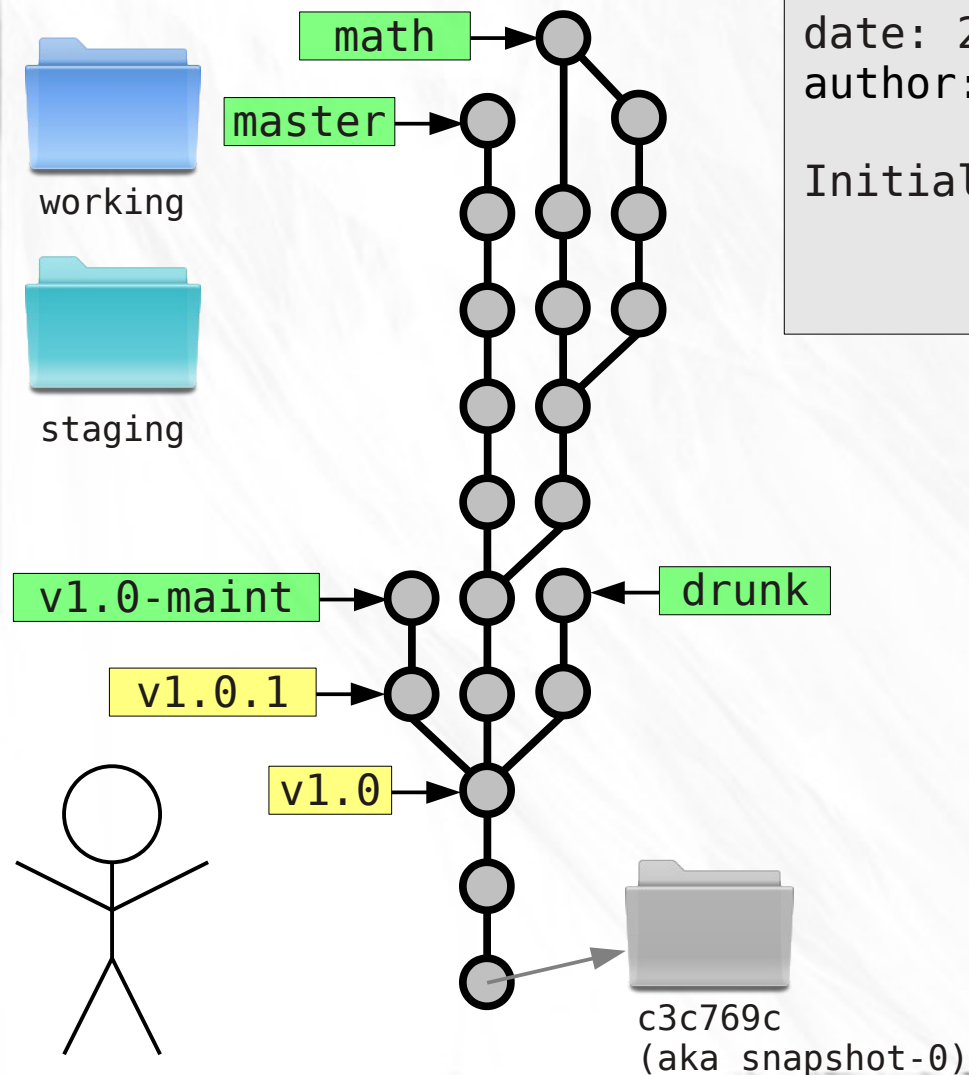 math
date: 2
author:
master
Initial
working
staging
v1.0-maint
drunk
v1.0.1
v1.0
c3c769c
(aka snapshot-0)